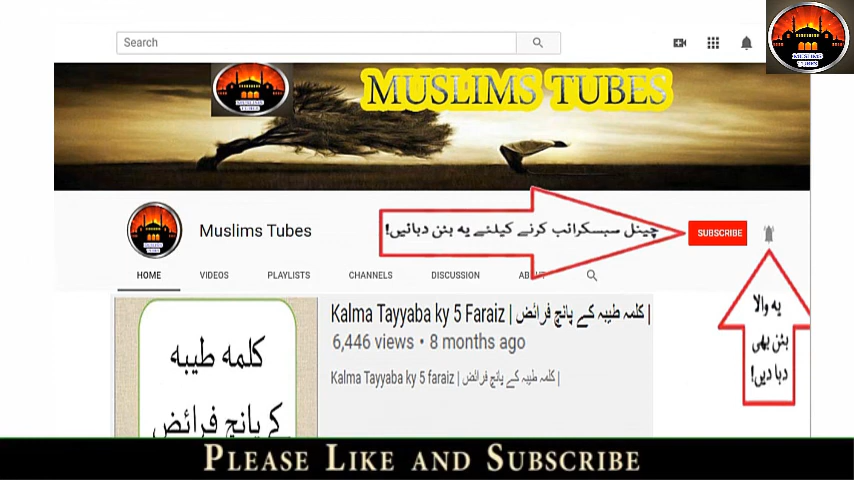 Search
MUSLIMS TUBES
MUSLIMS TUBES
Muslims Tubes
چینل سبسکرائب کرنے کیلئے یہ بٹن دبائیں!
SUBSCRIBE
HOME VIDEOS PLAYLISTS CHANNELS DISCUSSION
یہ والا
بٹن بھی
دبا دیں!
Kalma Tayyaba ky 5 Faraiz | کلمہ طیبہ کے پانچ فرائض |
6,446 views • 8 months ago
Kalma Tayyaba ky 5 faraiz | کلمہ طیبہ کے پانچ فرائض |
کلمہ طیبہ
کے پانچ فرائض
PLEASE LIKE AND SUBSCRIBE